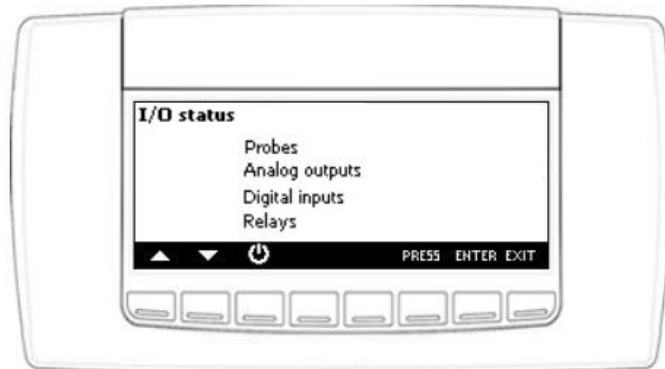 I/O status
Probes
Analog outputs
Digital inputs
Relays
PRESS ENTER EXIT